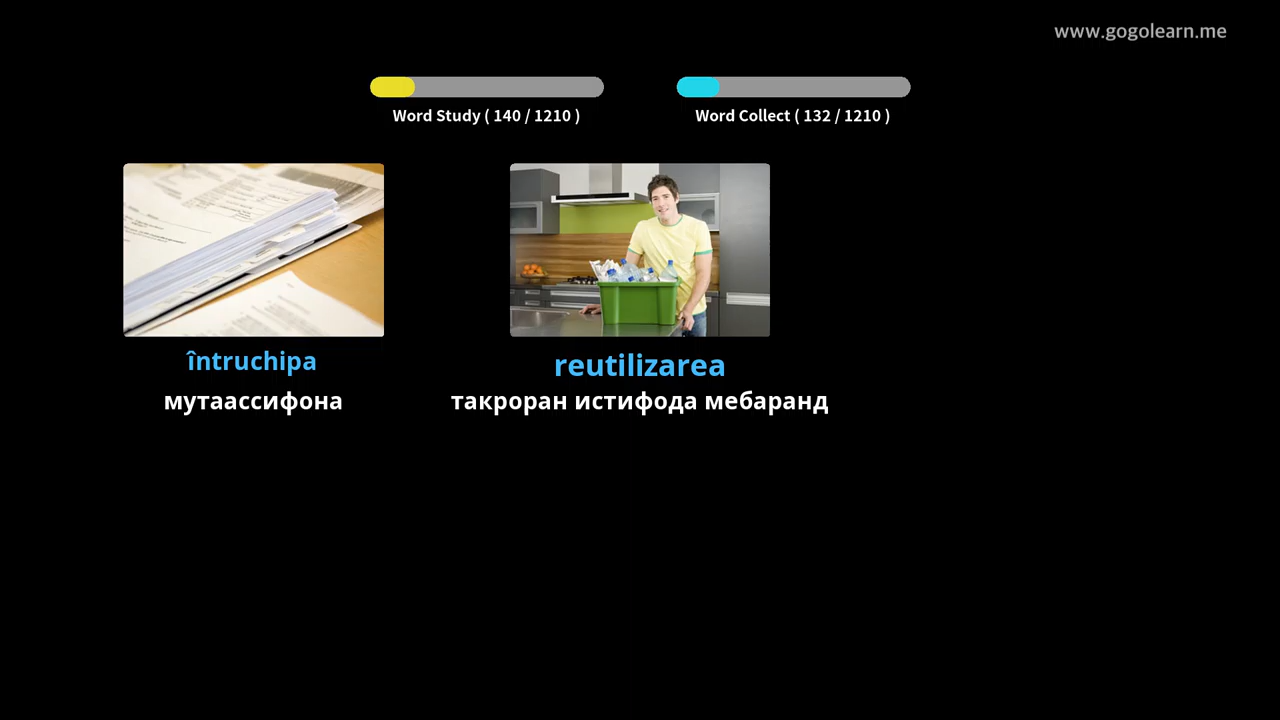 www.gogolearn.me
Word Study ( 140 / 1210 )
Word Collect ( 132 / 1210 )
întruchipa
мутаассифона
reutilizarea
такроран истифода мебаранд